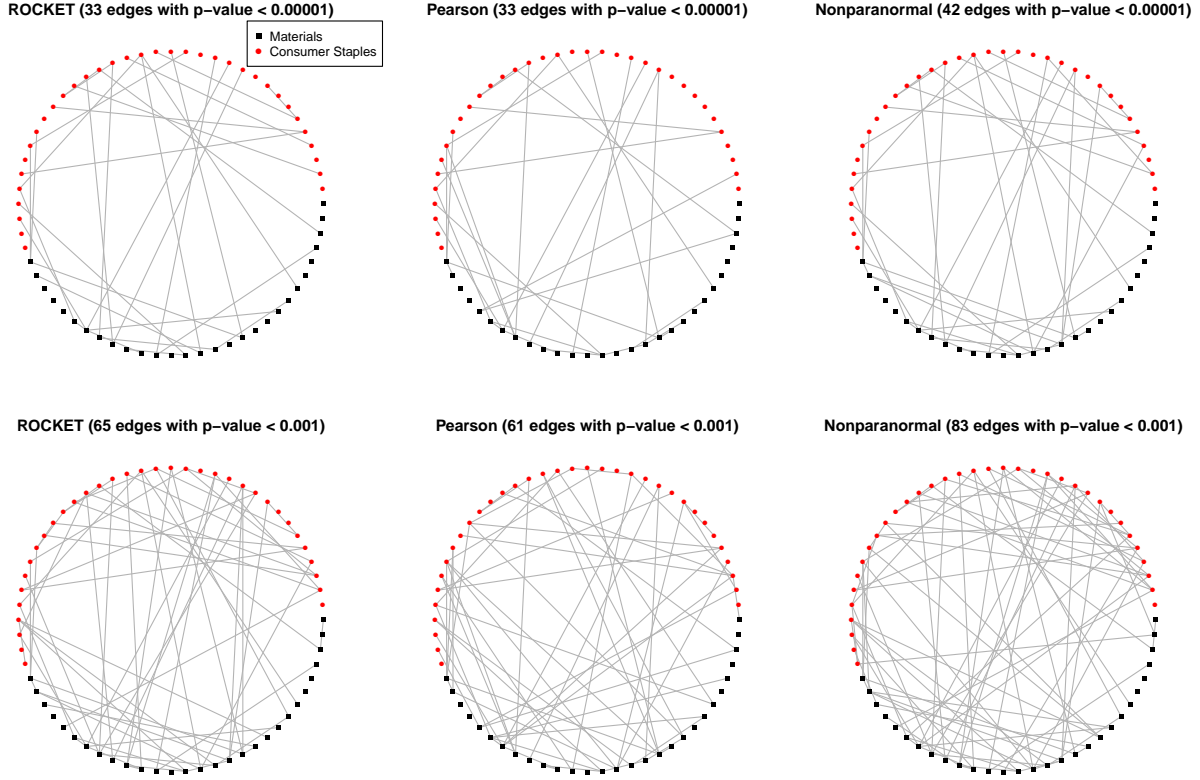 ROCKET (33 edges with p−value < 0.00001)
Pearson (33 edges with p−value < 0.00001)
Nonparanormal (42 edges with p−value < 0.00001)
Materials
Consumer Staples
ROCKET (65 edges with p−value < 0.001)
Pearson (61 edges with p−value < 0.001)
Nonparanormal (83 edges with p−value < 0.001)